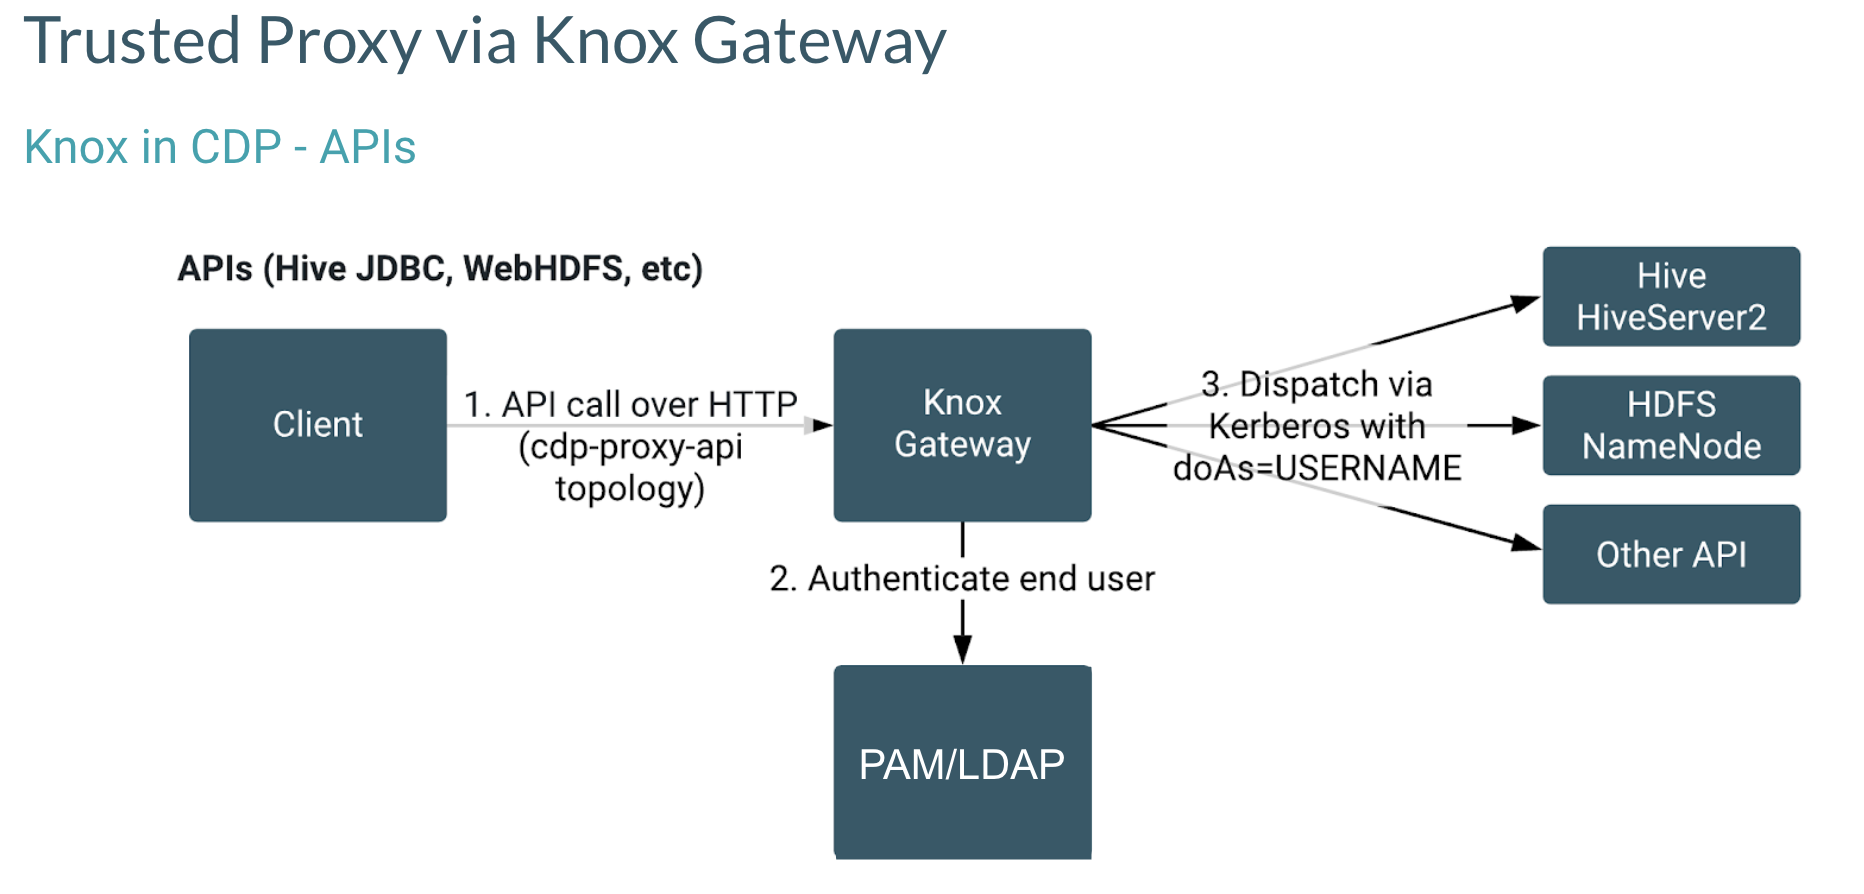 Trusted Proxy via Knox Gateway
Knox in CDP - APIs
APIs (Hive JDBC, WebHDFS, etc)
Client
1. API call over HTTP
(cdp-proxy-api
topology)
Knox
Gateway
2. Authenticate end user
PAM/LDAP
3. Dispatch via
Kerberos with
doAs=USERNAME
Hive
HiveServer2
HDFS
NameNode
Other API